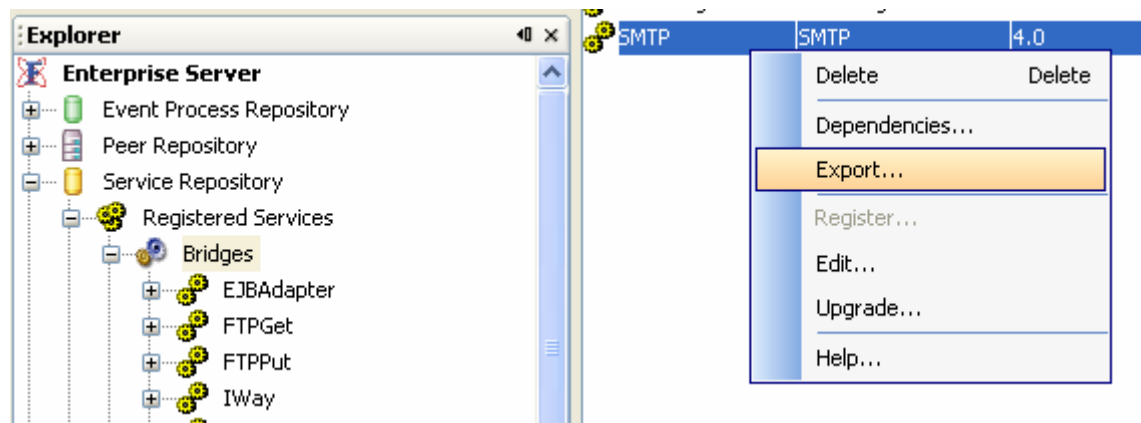 Explorer
Enterprise Server
Event Process Repository
Peer Repository
Service Repository
Registered Services
Bridges
EJBAdapter
FTPGet
FTPPut
IWay
SMTP SMTP 4.0
Delete Delete
Dependencies...
Export...
Register...
Edit...
Upgrade...
Help...